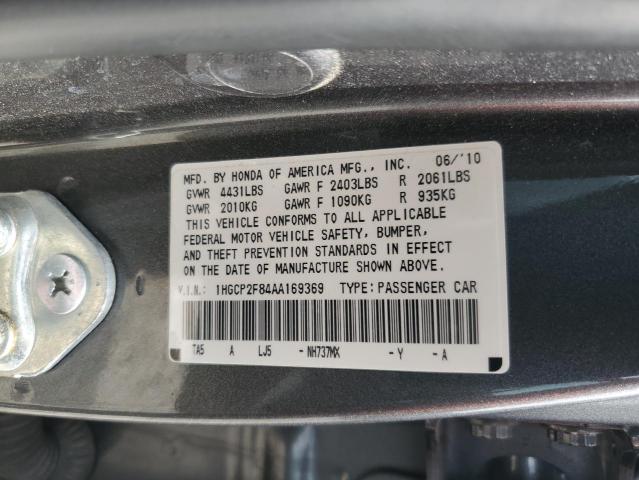 MFD. BY HONDA OF AMERICA MFG., INC. 06/'10
GVWR 4431LBS GAWR F 2403LBS R 2061LBS
GVWR 2010KG GAWR F 1090KG R 935KG
THIS VEHICLE CONFORMS TO ALL APPLICABLE
FEDERAL MOTOR VEHICLE SAFETY, BUMPER,
AND THEFT PREVENTION STANDARDS IN EFFECT
ON THE DATE OF MANUFACTURE SHOWN ABOVE.
V.I.N.: 1HGCP2F84AA169369 TYPE:PASSENGER CAR
TA5 A LJ5 -NH737MX -Y -A